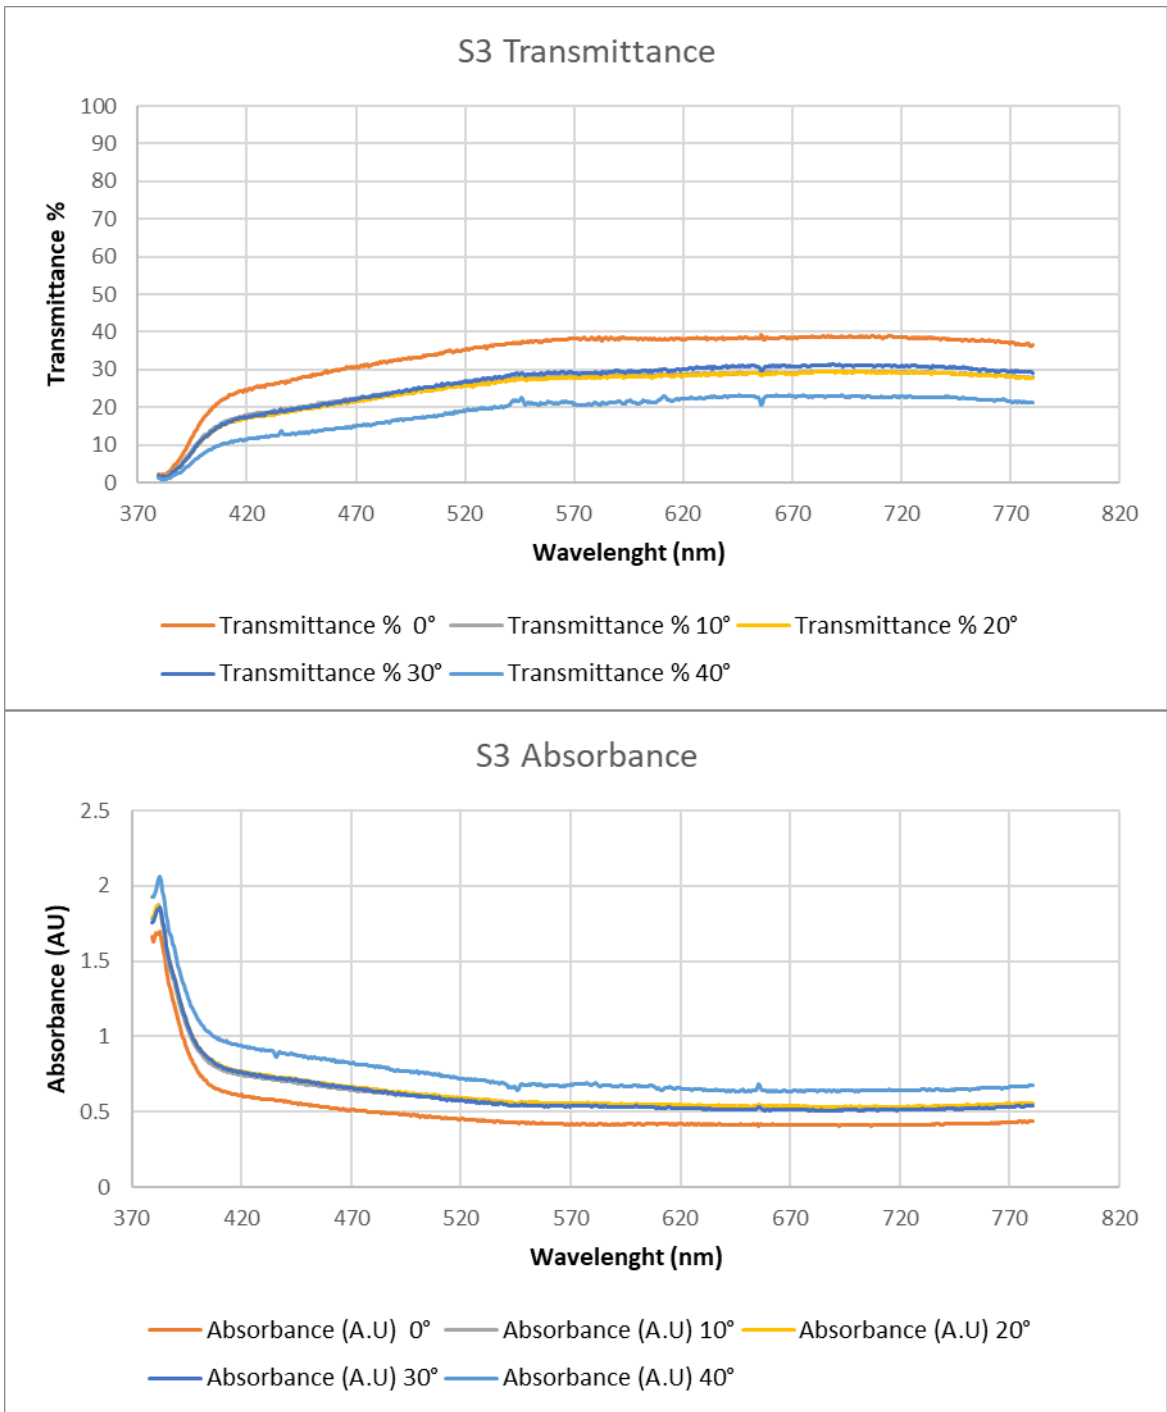 S3 Transmittance
100
90
80
70
60
50
40
30
20
10
0
Transmittance %
370 420 470 520 570 620 670 720 770 820
Wavelenght (nm)
Transmittance % 0° Transmittance % 10° Transmittance % 20°
Transmittance % 30° Transmittance % 40°
S3 Absorbance
2.5
2
1.5
1
0.5
0
Absorbance (AU)
370 420 470 520 570 620 670 720 770 820
Wavelenght (nm)
Absorbance (A.U) 0° Absorbance (A.U) 10° Absorbance (A.U) 20°
Absorbance (A.U) 30° Absorbance (A.U) 40°